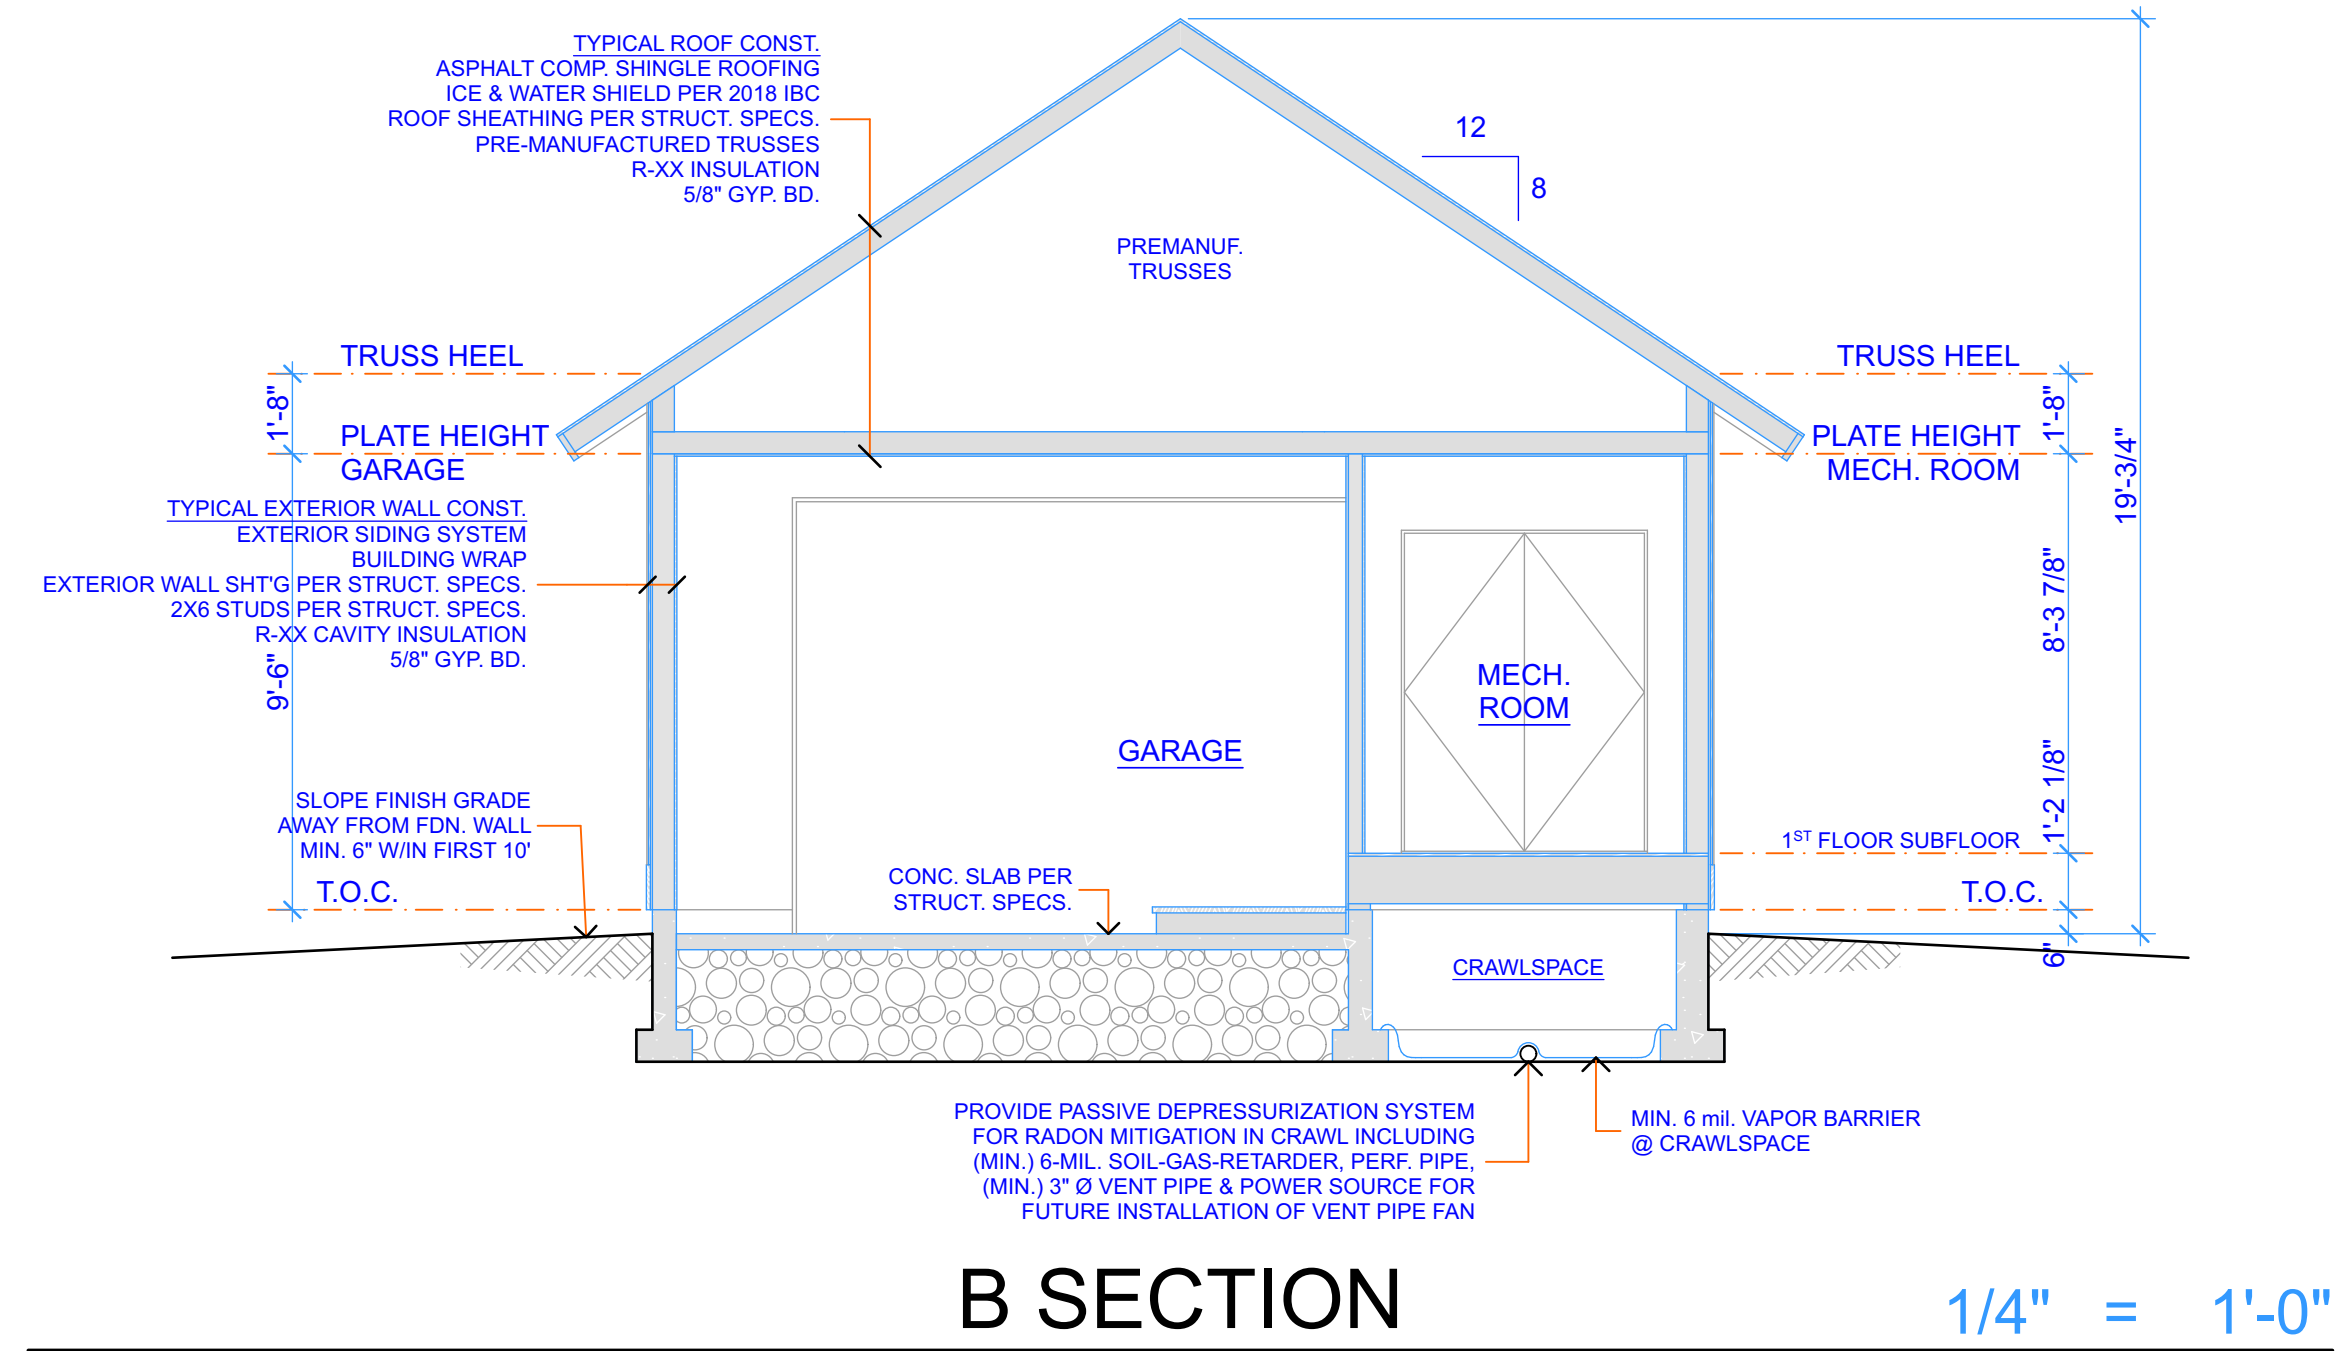 TYPICAL ROOF CONST.
ASPHALT COMP. SHINGLE ROOFING
ICE & WATER SHIELD PER 2018 IBC
ROOF SHEATHING PER STRUCT. SPECS.
PRE-MANUFACTURED TRUSSES
R-XX INSULATION
5/8" GYP. BD.
12
8
PREMANUF.
TRUSSES
TRUSS HEEL
1'-8"
PLATE HEIGHT
GARAGE
TRUSS HEEL
1'-8"
PLATE HEIGHT
MECH. ROOM
19'-3/4"
TYPICAL EXTERIOR WALL CONST.
EXTERIOR SIDING SYSTEM
BUILDING WRAP
EXTERIOR WALL SHT'G PER STRUCT. SPECS.
2X6 STUDS PER STRUCT. SPECS.
R-XX CAVITY INSULATION
5/8" GYP. BD.
9'-6"
8'-3 7/8"
MECH.
ROOM
GARAGE
SLOPE FINISH GRADE
AWAY FROM FDN. WALL
MIN. 6" W/IN FIRST 10'
1'-2 1/8"
1ST FLOOR SUBFLOOR
T.O.C.
CONC. SLAB PER
STRUCT. SPECS.
T.O.C.
6"
CRAWLSPACE
PROVIDE PASSIVE DEPRESSURIZATION SYSTEM
FOR RADON MITIGATION IN CRAWL INCLUDING
(MIN.) 6-MIL. SOIL-GAS-RETARDER, PERF. PIPE,
(MIN.) 3" Ø VENT PIPE & POWER SOURCE FOR
FUTURE INSTALLATION OF VENT PIPE FAN
MIN. 6 mil. VAPOR BARRIER
@ CRAWLSPACE
B SECTION
1/4" = 1'-0"